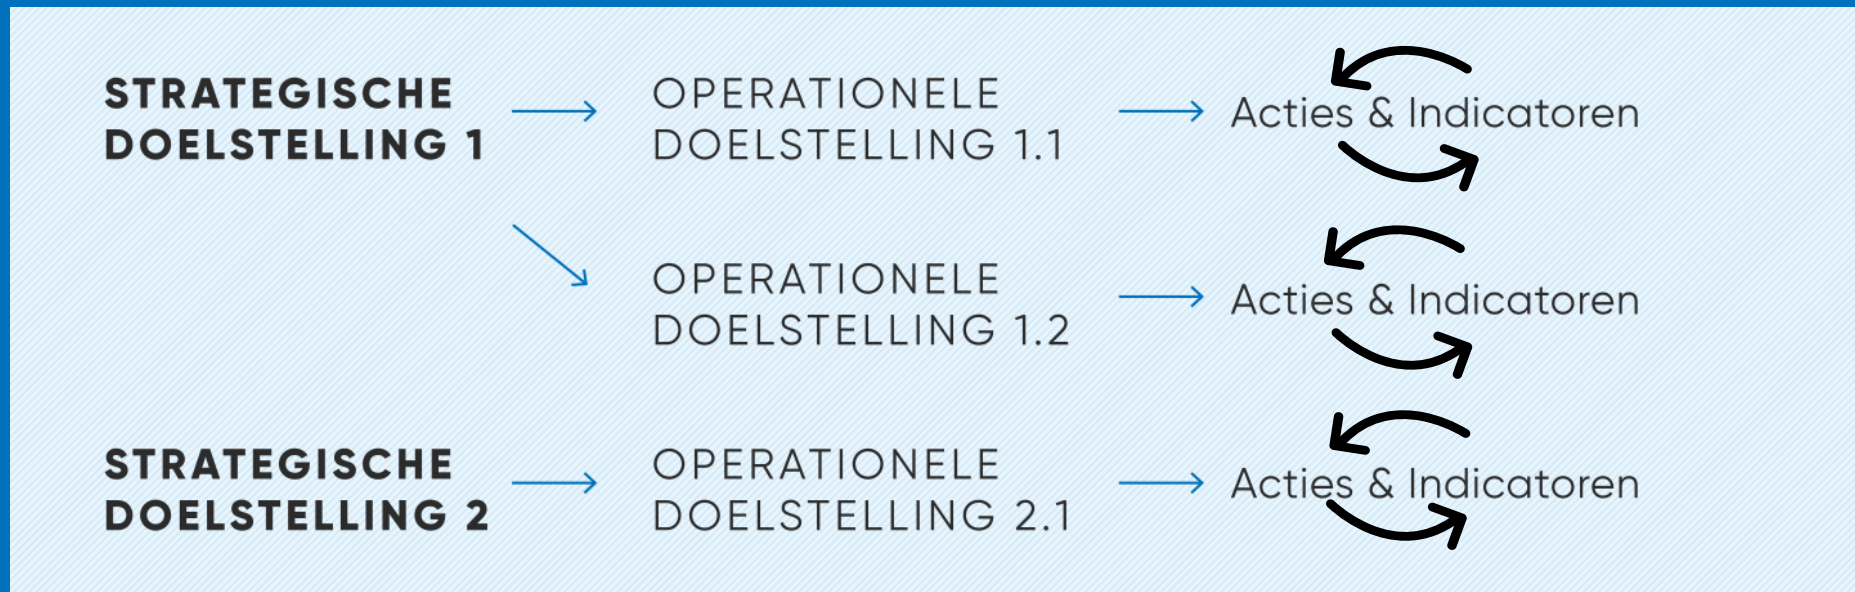 STRATEGISCHE
DOELSTELLING 1
OPERATIONELE
DOELSTELLING 1.1
Acties & Indicatoren
OPERATIONELE
DOELSTELLING 1.2
Acties & Indicatoren
STRATEGISCHE
DOELSTELLING 2
OPERATIONELE
DOELSTELLING 2.1
Acties & Indicatoren